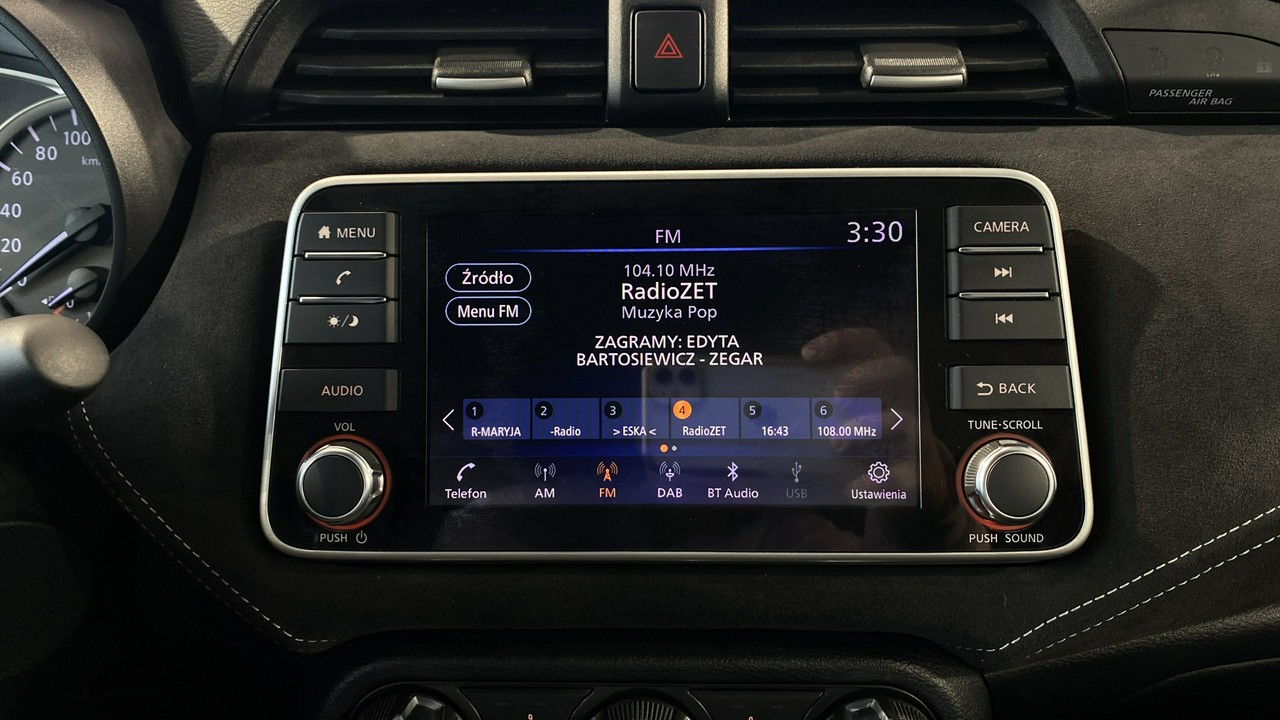 PASSENGER
AIR BAG
100
80
km
60
40
20
0
MENU
AUDIO
VOL
PUSH
FM
3:30
Źródło
Menu FM
104.10 MHz
RadioZET
Muzyka Pop
ZAGRAMY: EDYTA
BARTOSIEWICZ - ZEGAR
1 R-MARYJA
2 -Radio
3 > ESKA <
4 RadioZET
5 16:43
6 108.00 MHz
Telefon
AM
FM
DAB
BT Audio
USB
Ustawienia
CAMERA
BACK
TUNE·SCROLL
PUSH SOUND